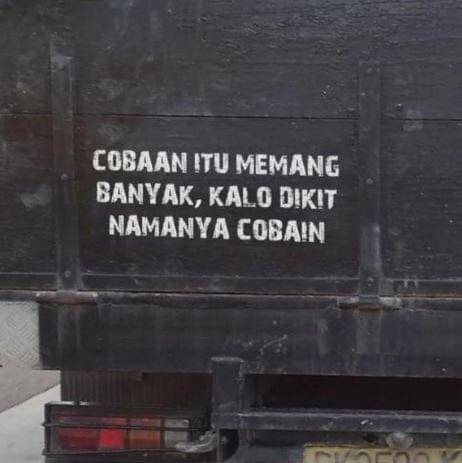 COBAAN ITU MEMANG
BANYAK, KALO DIKIT
NAMANYA COBAIN